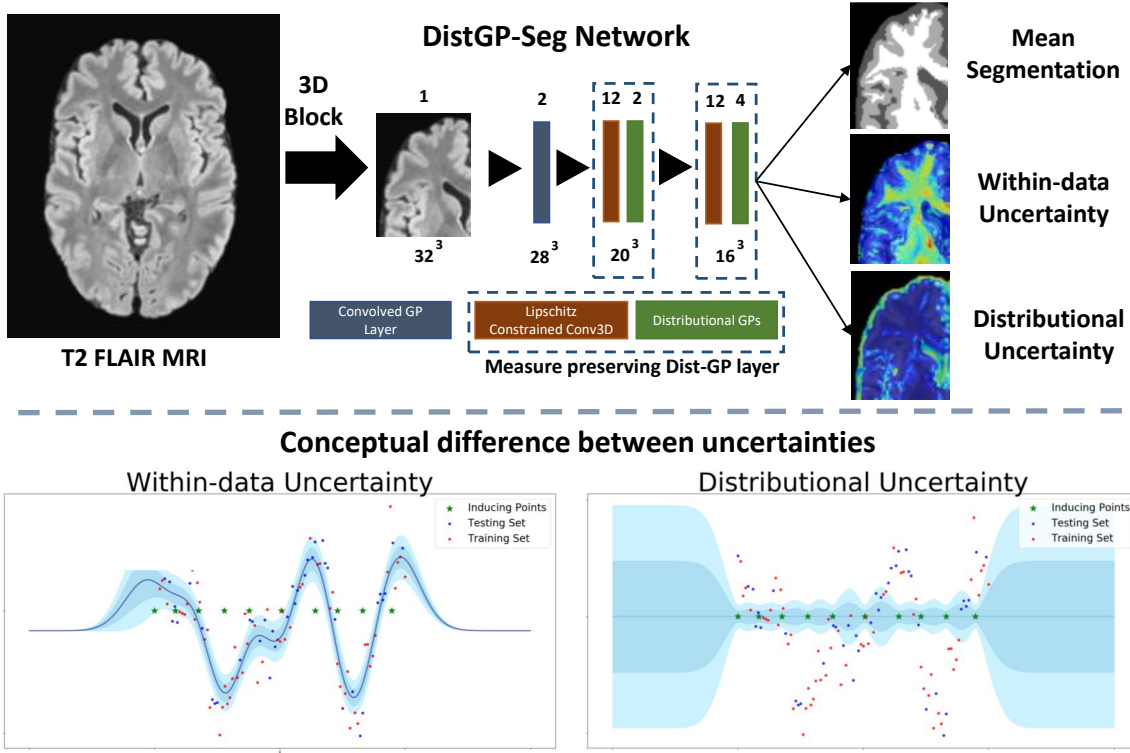 DistGP-Seg Network
3D
Block
1
2
12 2
12 4
32³
28³
20³
16³
Mean
Segmentation
Within-data
Uncertainty
Distributional
Uncertainty
Convolved GP
Layer
Lipschitz
Constrained Conv3D
Distributional GPs
Measure preserving Dist-GP layer
T2 FLAIR MRI
Conceptual difference between uncertainties
Within-data Uncertainty
Inducing Points
Testing Set
Training Set
Distributional Uncertainty
Inducing Points
Testing Set
Training Set